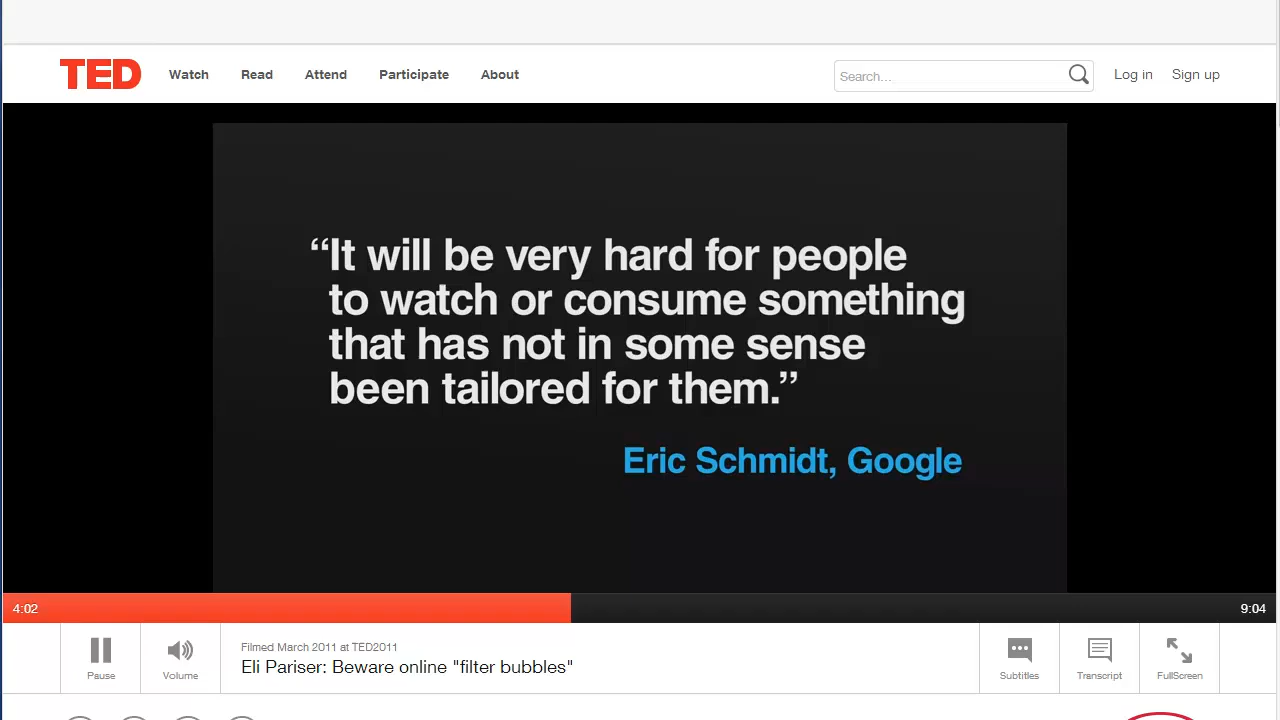 TED
Watch
Read
Attend
Participate
About
Search...
Log in
Sign up
“It will be very hard for people
to watch or consume something
that has not in some sense
been tailored for them.”
Eric Schmidt, Google
4:02
9:04
Pause
Volume
Filmed March 2011 at TED2011
Eli Pariser: Beware online "filter bubbles"
Subtitles
Transcript
FullScreen